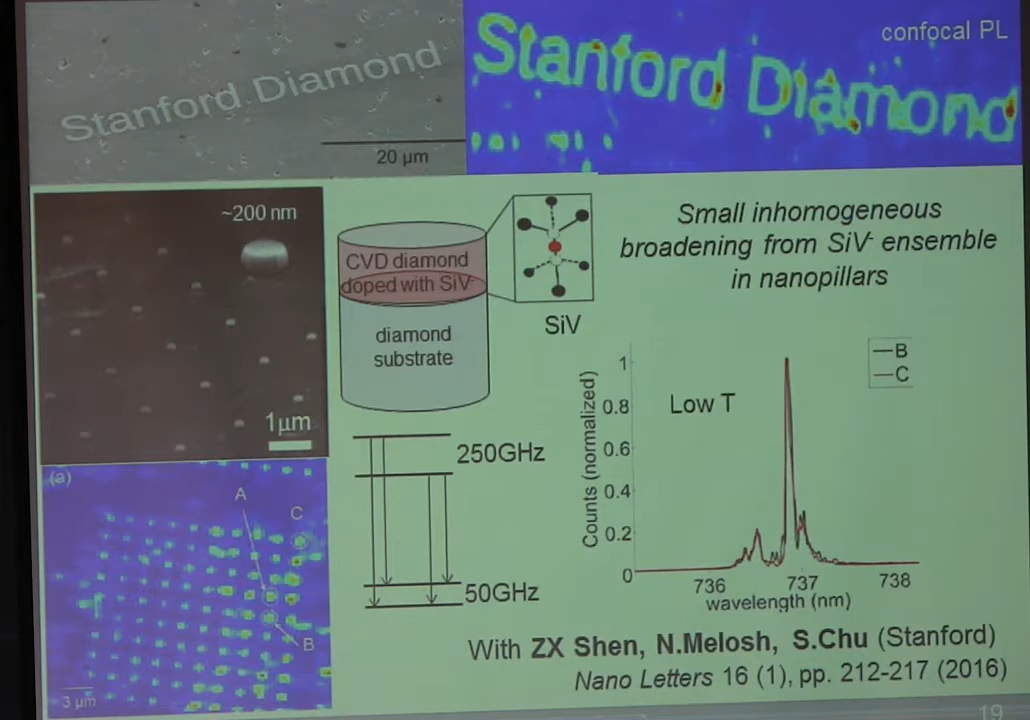 Stanford Diamond
20 μm
Stanford Diamond
confocal PL
~200 nm
1μm
CVD diamond
doped with SiV-
diamond
substrate
SiV
Small inhomogeneous
broadening from SiV- ensemble
in nanopillars
250GHz
50GHz
B
C
Low T
Counts (normalized)
1
0.8
0.6
0.4
0.2
0
736
737
738
wavelength (nm)
(a)
A
C
B
3 μm
With ZX Shen, N.Melosh, S.Chu (Stanford)
Nano Letters 16 (1), pp. 212-217 (2016)
19